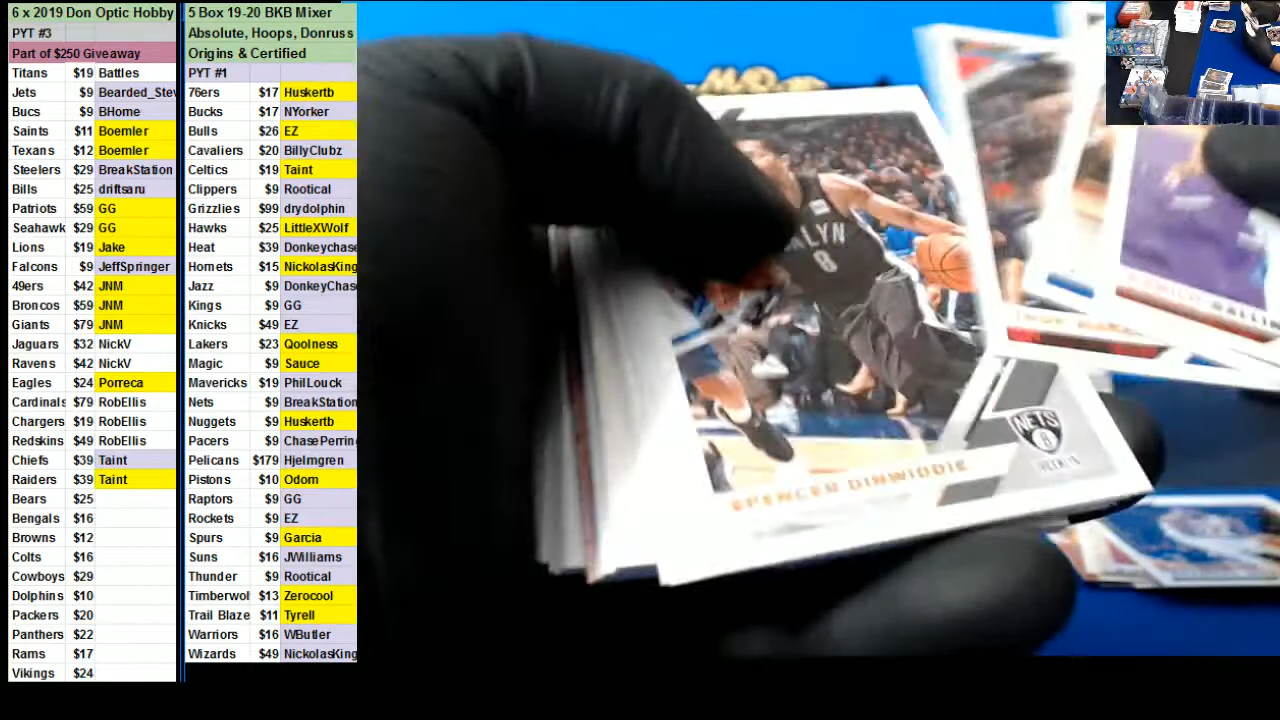 6 x 2019 Don Optic Hobby
PYT #3
Part of $250 Giveaway
Titans $19 Battles
Jets $9 Bearded_Stev
Bucs $9 BHome
Saints $11 Boemler
Texans $12 Boemler
Steelers $29 BreakStation
Bills $25 driftsaru
Patriots $59 GG
Seahawk $29 GG
Lions $19 Jake
Falcons $9 JeffSpringer
49ers $42 JNM
Broncos $59 JNM
Giants $79 JNM
Jaguars $32 NickV
Ravens $42 NickV
Eagles $24 Porreca
Cardinals $79 RobEllis
Chargers $19 RobEllis
Redskins $49 RobEllis
Chiefs $39 Taint
Raiders $39 Taint
Bears $25
Bengals $16
Browns $12
Colts $16
Cowboys $29
Dolphins $10
Packers $20
Panthers $22
Rams $17
Vikings $24
5 Box 19-20 BKB Mixer
Absolute, Hoops, Donruss
Origins & Certified
PYT #1
76ers $17 Huskertb
Bucks $17 NYorker
Bulls $26 EZ
Cavaliers $20 BillyClubz
Celtics $19 Taint
Clippers $9 Rootical
Grizzlies $99 drydolphin
Hawks $25 LittleXWolf
Heat $39 Donkeychase
Hornets $15 NickolasKing
Jazz $9 DonkeyChas
Kings $9 GG
Knicks $49 EZ
Lakers $23 Qoolness
Magic $9 Sauce
Mavericks $19 PhilLouck
Nets $9 BreakStation
Nuggets $9 Huskertb
Pacers $9 ChasePerrin
Pelicans $179 Hjelmgren
Pistons $10 Odom
Raptors $9 GG
Rockets $9 EZ
Spurs $9 Garcia
Suns $16 JWilliams
Thunder $9 Rootical
Timberwol $13 Zerocool
Trail Blaze $11 Tyrell
Warriors $16 WButler
Wizards $49 NickolasKing
LYN
8
NETS
SPENCER DINWIDDIE